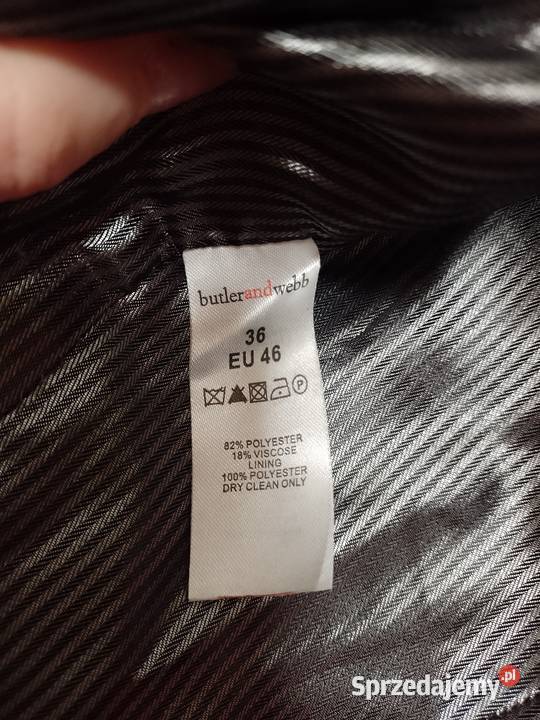 butlerandwebb
36
EU 46
P
82% POLYESTER
18% VISCOSE
LINING
100% POLYESTER
DRY CLEAN ONLY
Sprzedajemy.pl